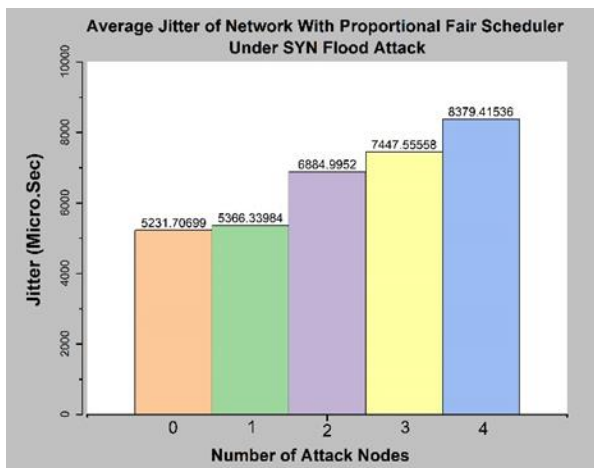 Average Jitter of Network With Proportional Fair Scheduler
Under SYN Flood Attack
Jitter (Micro.Sec)
10000
8000
6000
4000
2000
0
5231.70699
5366.33984
6884.9952
7447.55558
8379.41536
0 1 2 3 4
Number of Attack Nodes